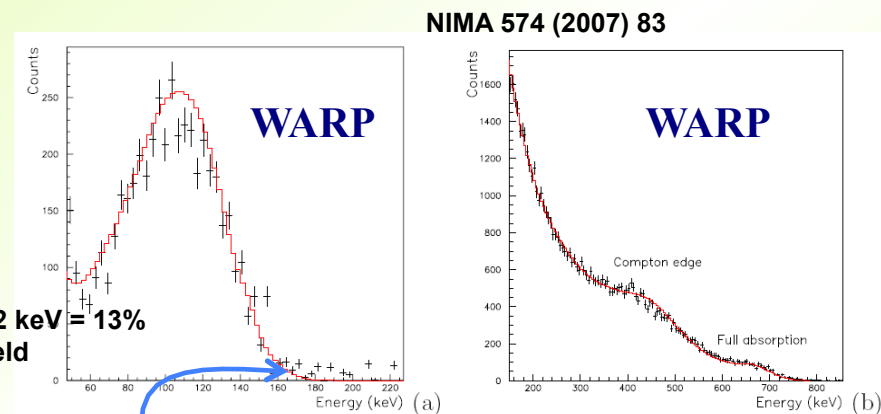 NIMA 574 (2007) 83
Counts
250
200
150
100
50
0
WARP
60 80 100 120 140 160 180 200 220
Energy (keV) (a)
2 keV = 13%
eld
Counts
1600
1400
1200
1000
800
600
400
200
0
WARP
Compton edge
Full absorption
200 300 400 500 600 700 800
Energy (keV) (b)